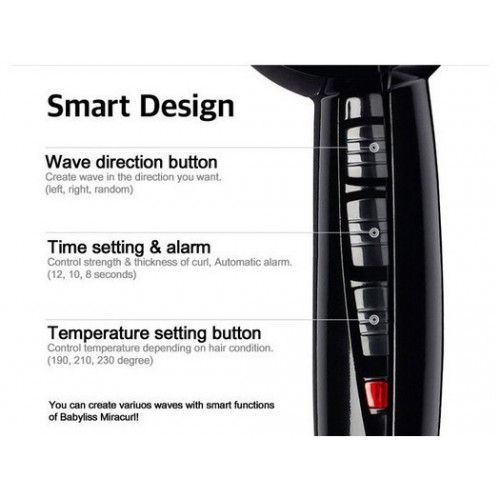 Smart Design
Wave direction button
Create wave in the direction you want.
(left, right, random)
Time setting & alarm
Control strength & thickness of curl, Automatic alarm.
(12, 10, 8 seconds)
Temperature setting button
Control temperature depending on hair condition.
(190, 210, 230 degree)
You can create variuos waves with smart functions
of Babyliss Miracurl!